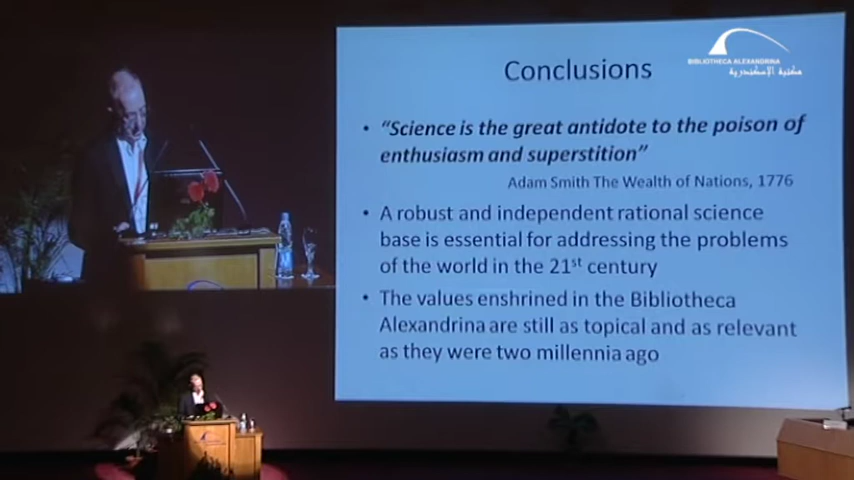 Conclusions
BIBLIOTHECA ALEXANDRINA
مكتبة الإسكندرية
• “Science is the great antidote to the poison of
enthusiasm and superstition”
Adam Smith The Wealth of Nations, 1776
• A robust and independent rational science
base is essential for addressing the problems
of the world in the 21st century
• The values enshrined in the Bibliotheca
Alexandrina are still as topical and as relevant
as they were two millennia ago